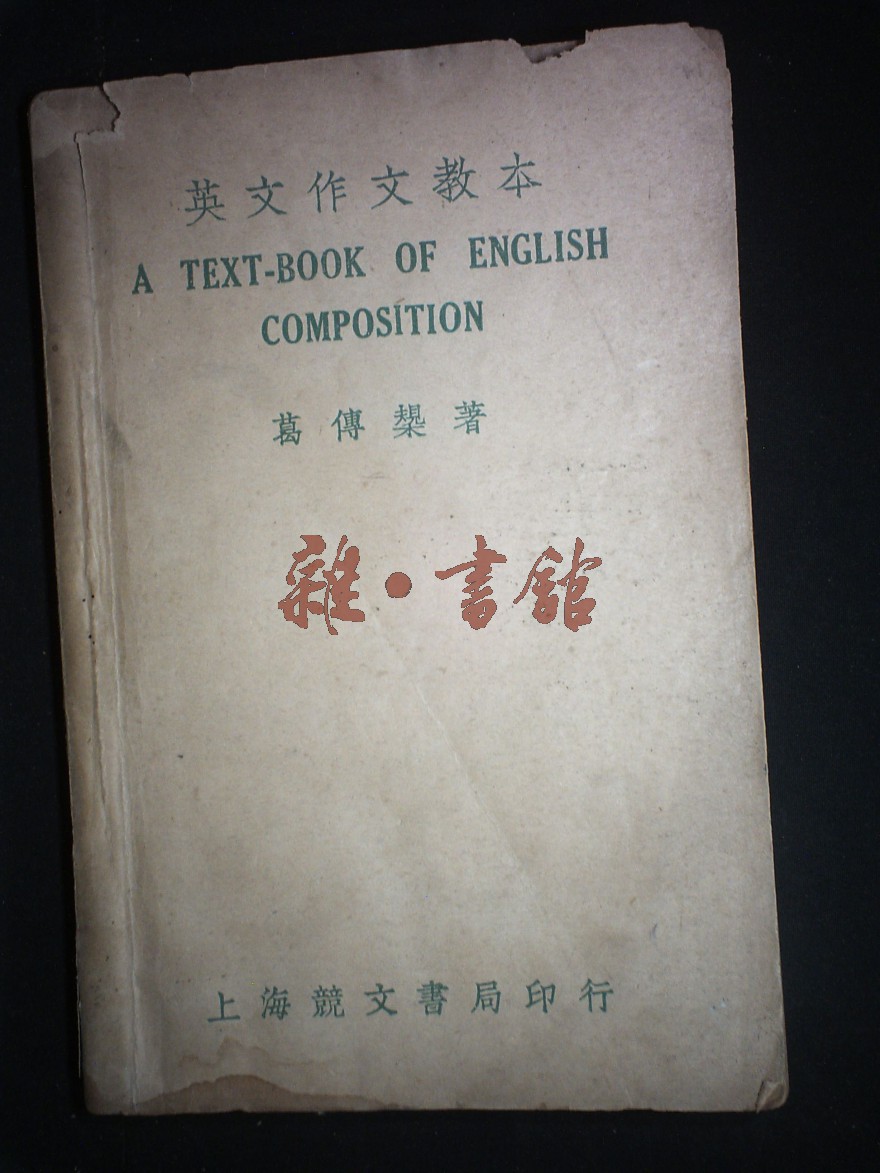 英文作文教本
A TEXT-BOOK OF ENGLISH
COMPOSITION
葛傳槼著
雜·書館
上海競文書局印行